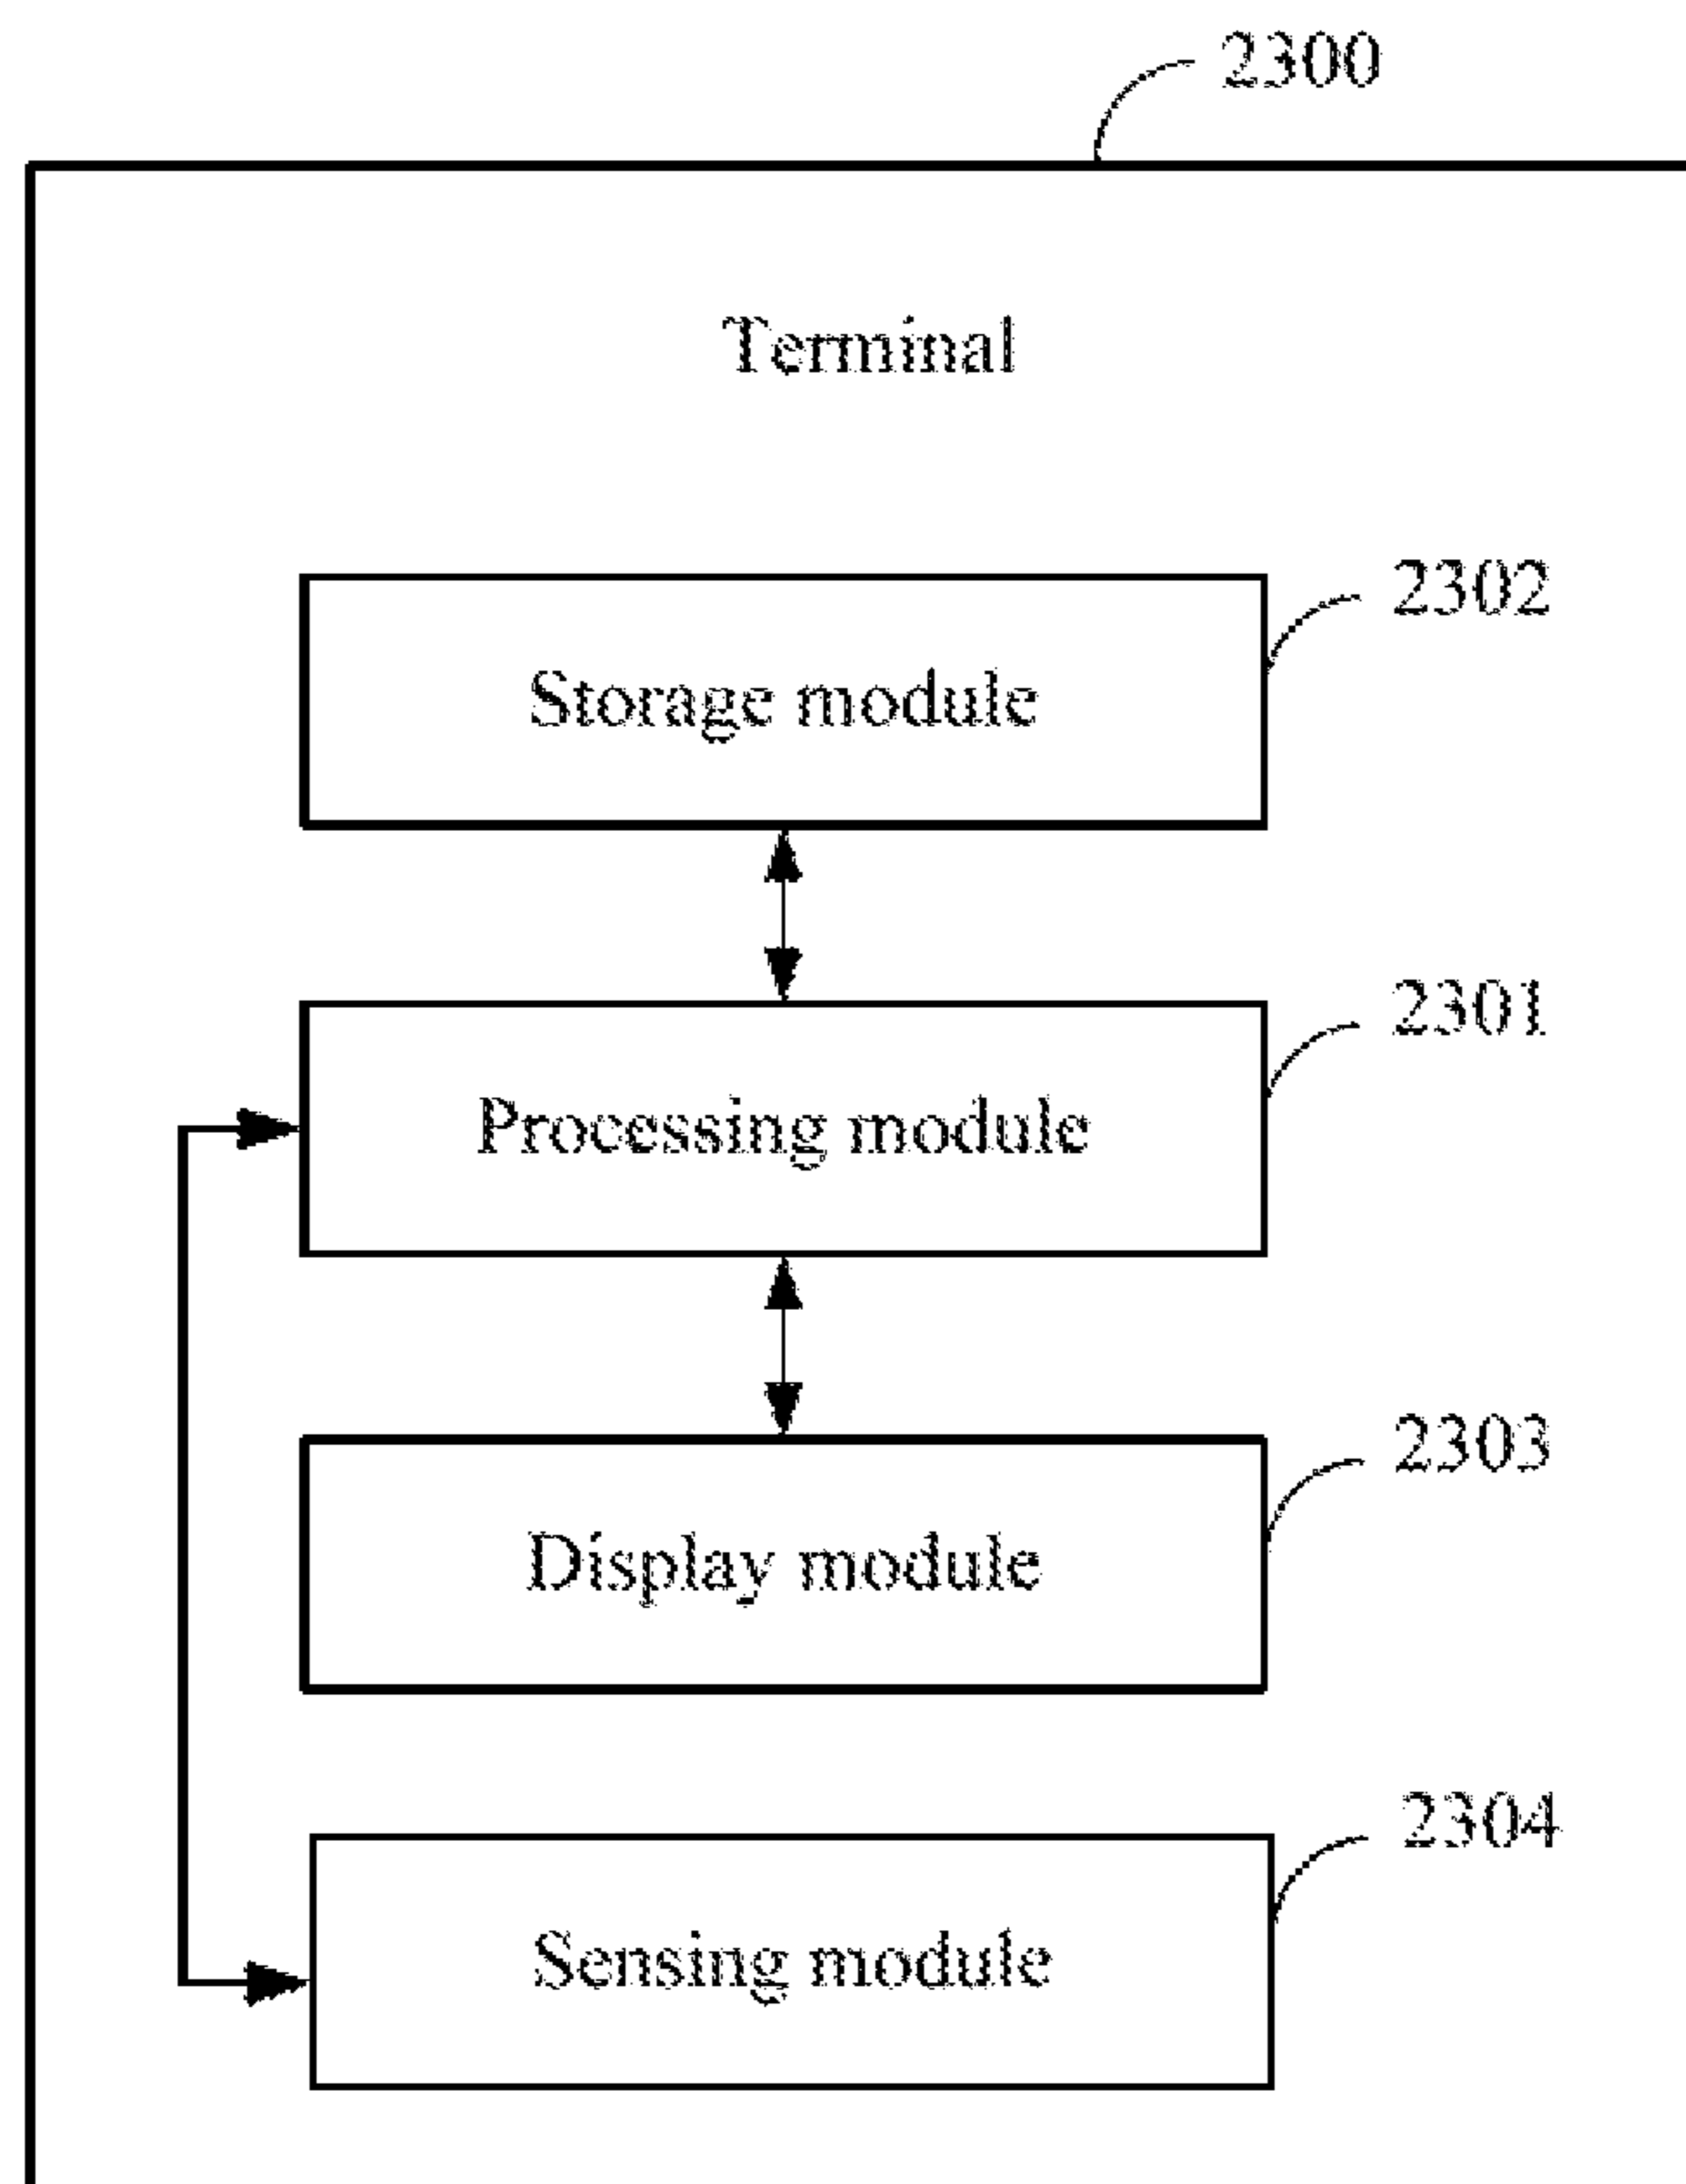 2300
Terminal
2302
Storage module
2301
Processing module
2303
Display module
2304
Sensing module